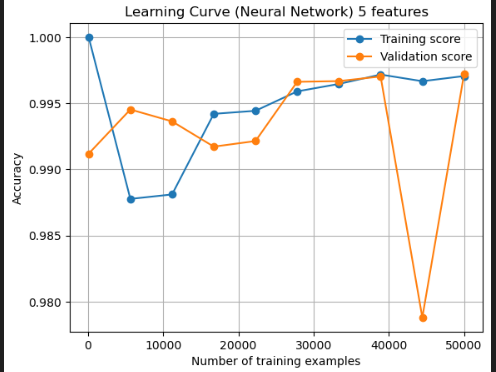 Learning Curve (Neural Network) 5 features
Training score
Validation score
1.000
0.995
0.990
0.985
0.980
Accuracy
0 10000 20000 30000 40000 50000
Number of training examples